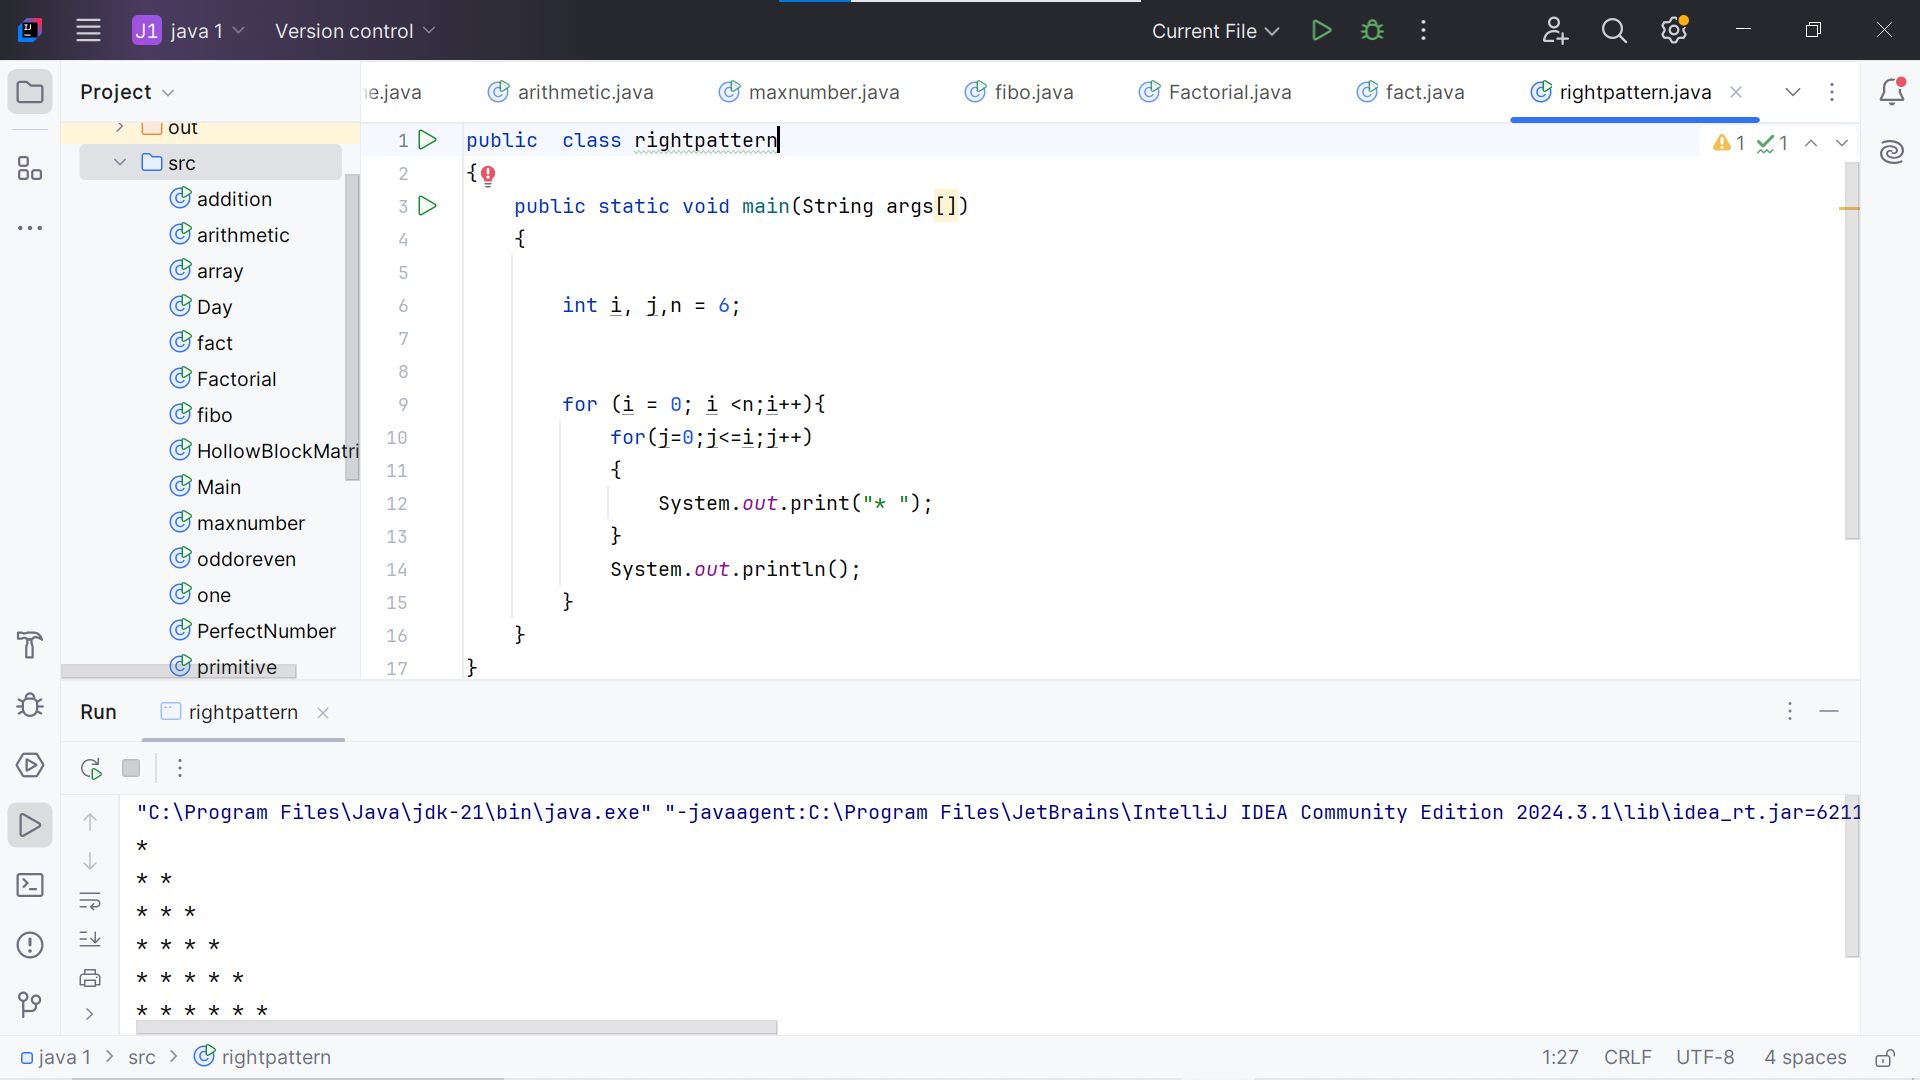 J1 java 1 Version control Current File
Project
e.java arithmetic.java maxnumber.java fibo.java Factorial.java fact.java rightpattern.java
out
src
addition
arithmetic
array
Day
fact
Factorial
fibo
HollowBlockMatri
Main
maxnumber
oddoreven
one
PerfectNumber
primitive
1 public  class rightpattern
1 1
2 {
3     public static void main(String args[])
4     {
5
6         int i, j,n = 6;
7
8
9         for (i = 0; i <n;i++){
10             for(j=0;j<=i;j++)
11             {
12                 System.out.print("* ");
13             }
14             System.out.println();
15         }
16     }
17 }
Run rightpattern
"C:\Program Files\Java\jdk-21\bin\java.exe" "-javaagent:C:\Program Files\JetBrains\IntelliJ IDEA Community Edition 2024.3.1\lib\idea_rt.jar=6211
*
* *
* * *
* * * *
* * * * *
* * * * * *
java 1 > src > rightpattern 1:27 CRLF UTF-8 4 spaces